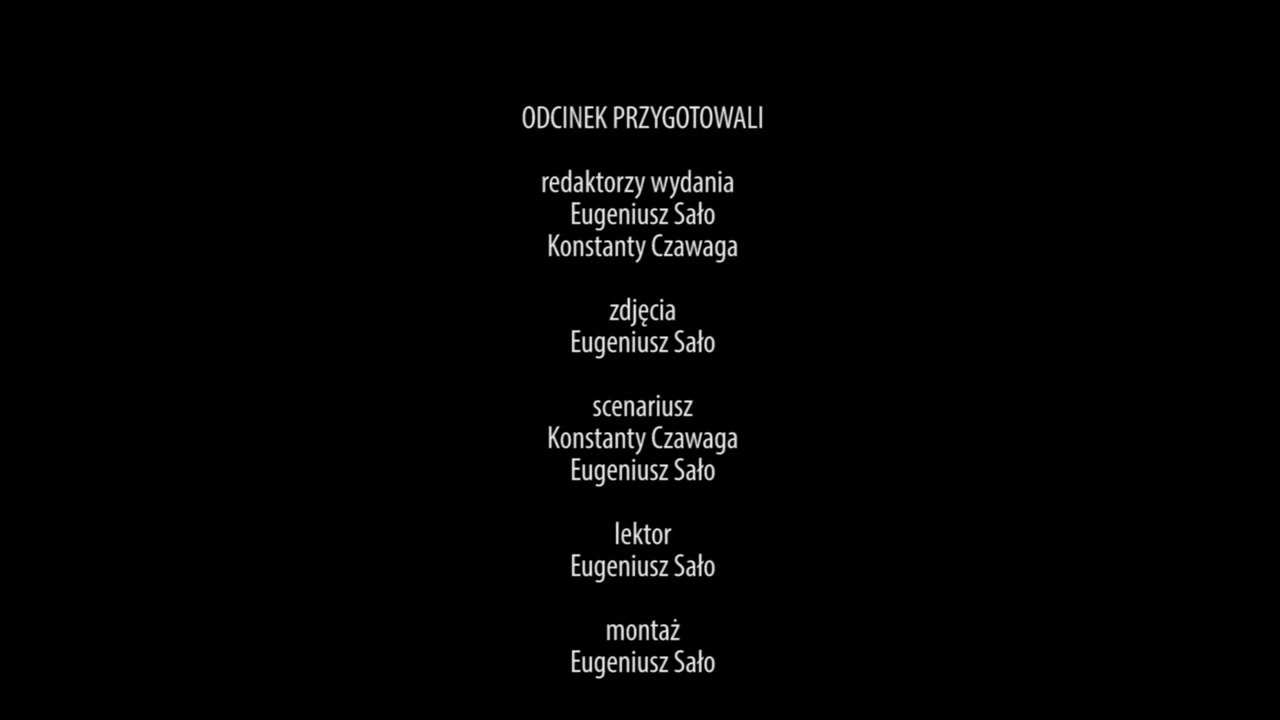 ODCINEK PRZYGOTOWALI
redaktorzy wydania
Eugeniusz Sało
Konstanty Czawaga
zdjęcia
Eugeniusz Sało
scenariusz
Konstanty Czawaga
Eugeniusz Sało
lektor
Eugeniusz Sało
montaż
Eugeniusz Sało